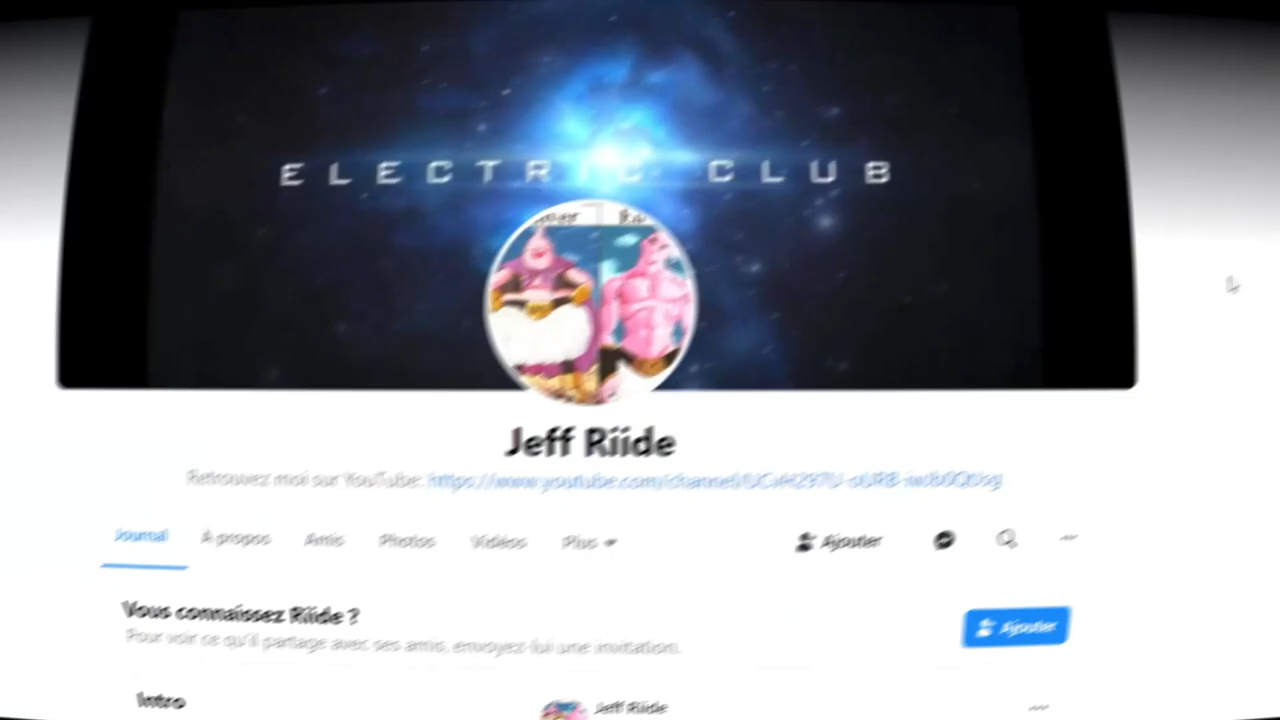 ELECTRIC CLUB
Jeff Riide
Retrouvez moi sur YouTube:
Journal
À propos
Amis
Photos
Vidéos
Plus
Ajouter
Vous connaissez Riide ?
Pour voir ce qu'il partage avec ses amis, envoyez-lui une invitation.
Ajouter
Intro
Jeff Riide